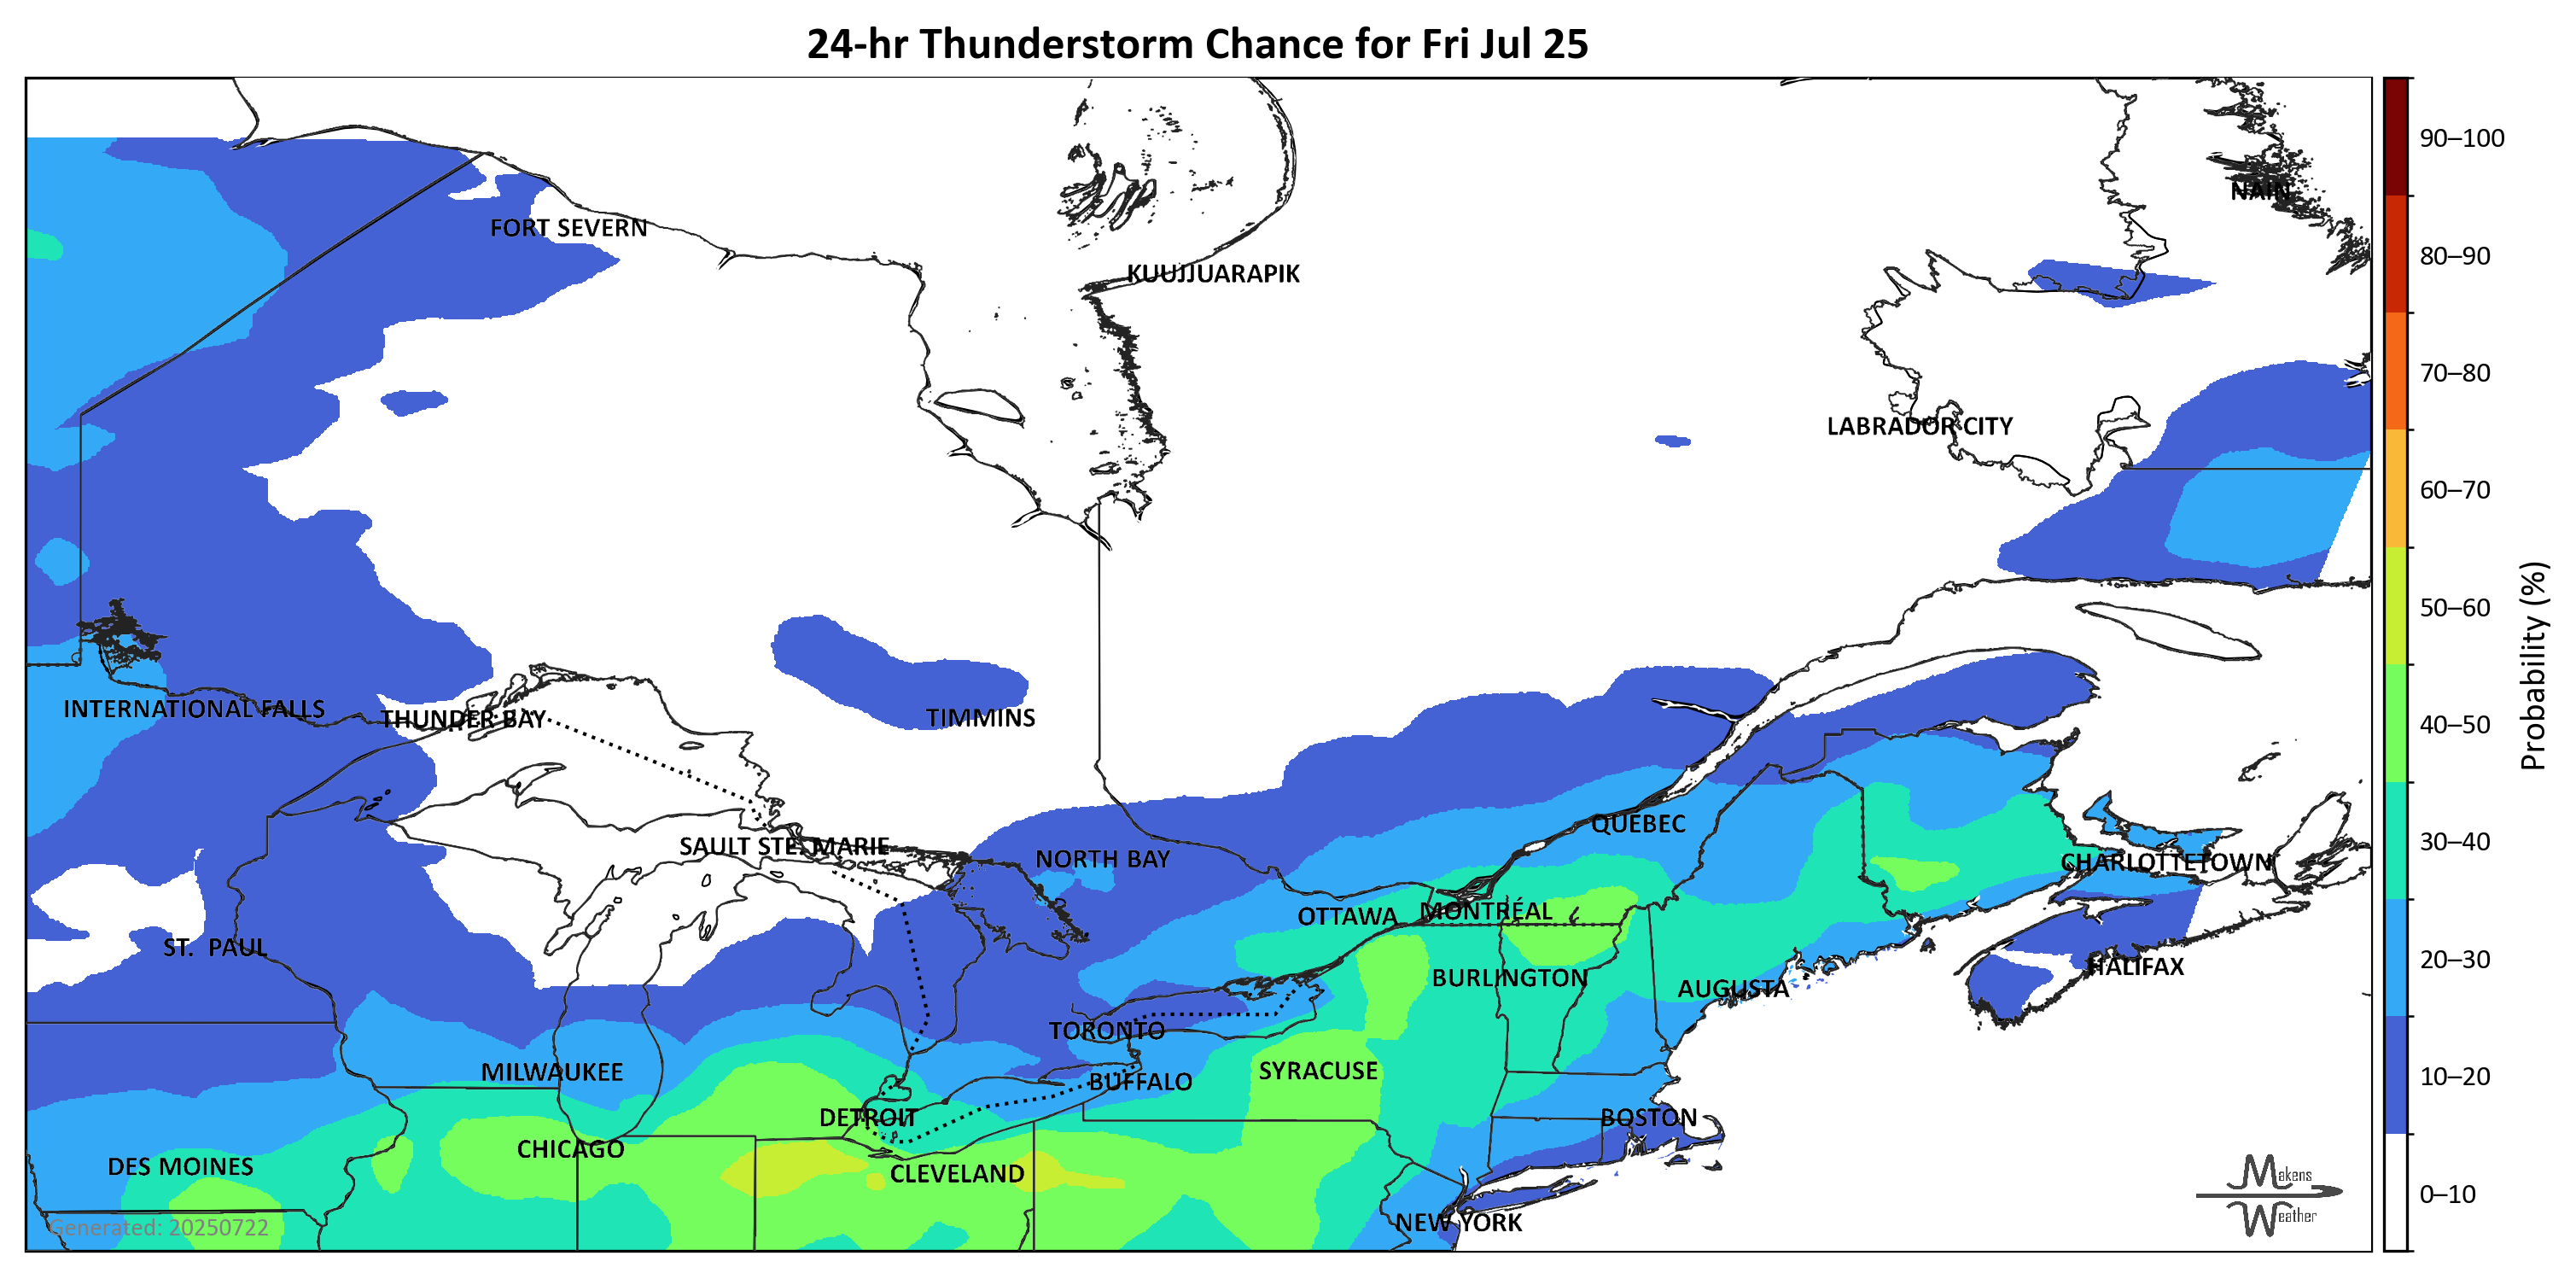 24-hr Thunderstorm Chance for Fri Jul 25
90–100
NAIN
FORT SEVERN
80–90
KUUJJUARAPIK
70–80
LABRADOR CITY
60–70
50–60
Probability (%)
INTERNATIONAL FALLS
THUNDER BAY
TIMMINS
40–50
QUEBEC
SAULT STE. MARIE
30–40
NORTH BAY
CHARLOTTETOWN
OTTAWA
MONTRÉAL
ST. PAUL
20–30
HALIFAX
BURLINGTON
AUGUSTA
TORONTO
MILWAUKEE
SYRACUSE
BUFFALO
10–20
DETROIT
BOSTON
CHICAGO
DES MOINES
CLEVELAND
Makens
Weather
0–10
NEW YORK
Generated: 20250722